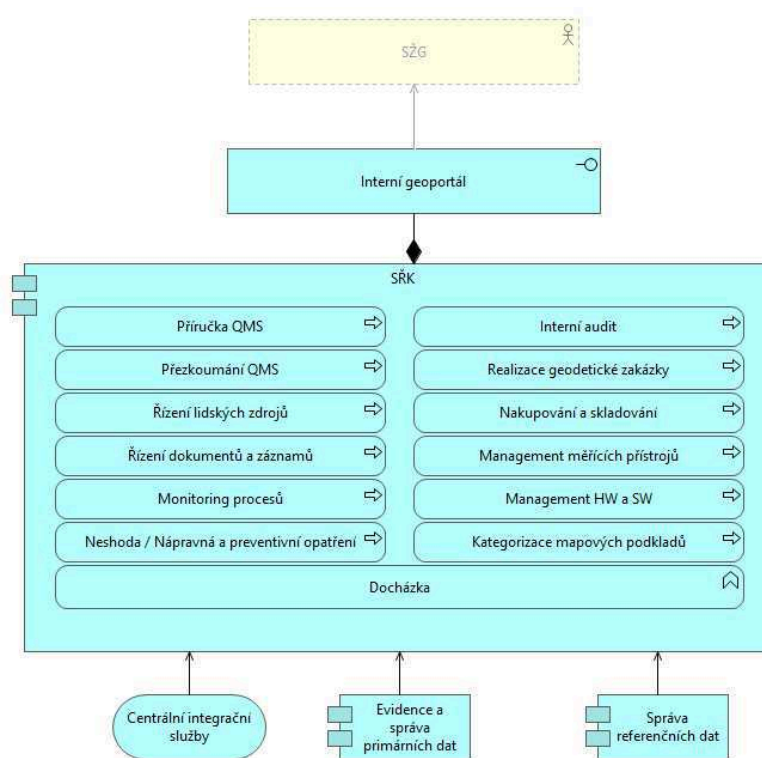 SŽG
Interní geoportál
SŘK
Příručka QMS
Interní audit
Přezkoumání QMS
Realizace geodetické zakázky
Řízení lidských zdrojů
Nakupování a skladování
Řízení dokumentů a záznamů
Management měřících přístrojů
Monitoring procesů
Management HW a SW
Neshoda / Nápravná a preventivní opatření
Kategorizace mapových podkladů
Docházka
Centrální integrační
služby
Evidence a
správa
primárních dat
Správa
referenčních dat